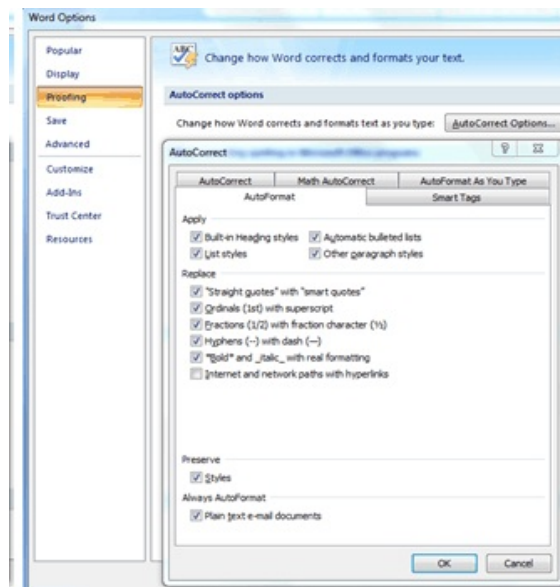 Word Options
Popular
Display
Proofing
Save
Advanced
Customize
Add-Ins
Trust Center
Resources
ABC
Change how Word corrects and formats your text.
AutoCorrect options
Change how Word corrects and formats text as you type: AutoCorrect Options...
AutoCorrect
AutoCorrect Math AutoCorrect AutoFormat As You Type
AutoFormat Smart Tags
Apply
Built-in Heading styles Automatic bulleted lists
List styles Other paragraph styles
Replace
"Straight quotes" with “smart quotes”
Ordinals (1st) with superscript
Fractions (1/2) with fraction character (½)
Hyphens (--) with dash (—)
*Bold* and _italic_ with real formatting
Internet and network paths with hyperlinks
Preserve
Styles
Always AutoFormat
Plain text e-mail documents
OK Cancel